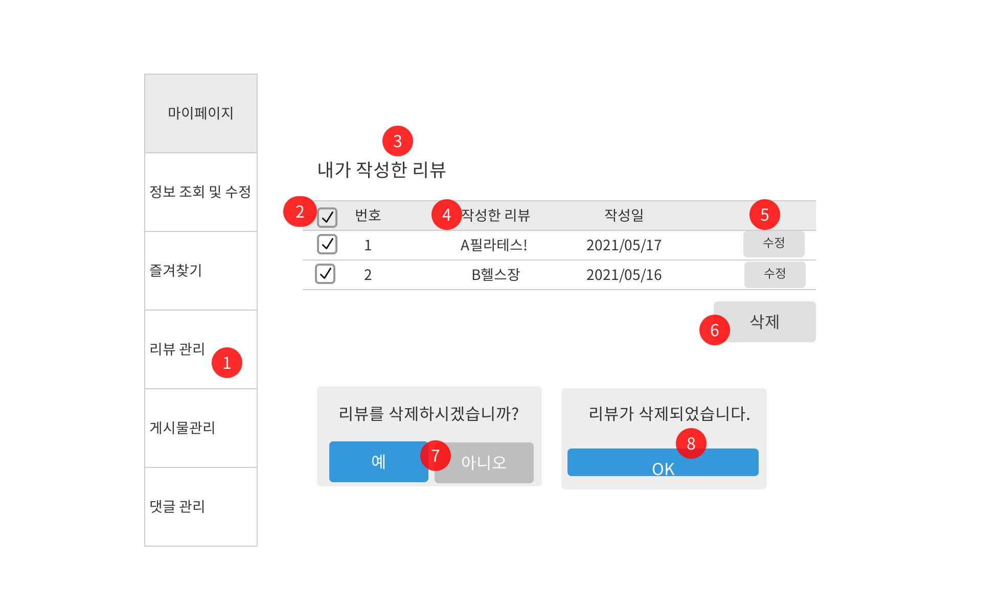 마이페이지
정보 조회 및 수정
즐겨찾기
리뷰 관리
1
게시물관리
댓글 관리
3
내가 작성한 리뷰
2 번호 4 작성한 리뷰 작성일 5
1 A필라테스! 2021/05/17 수정
2 B헬스장 2021/05/16 수정
삭제
6
리뷰를 삭제하시겠습니까?
예 7 아니오
리뷰가 삭제되었습니다.
8
OK